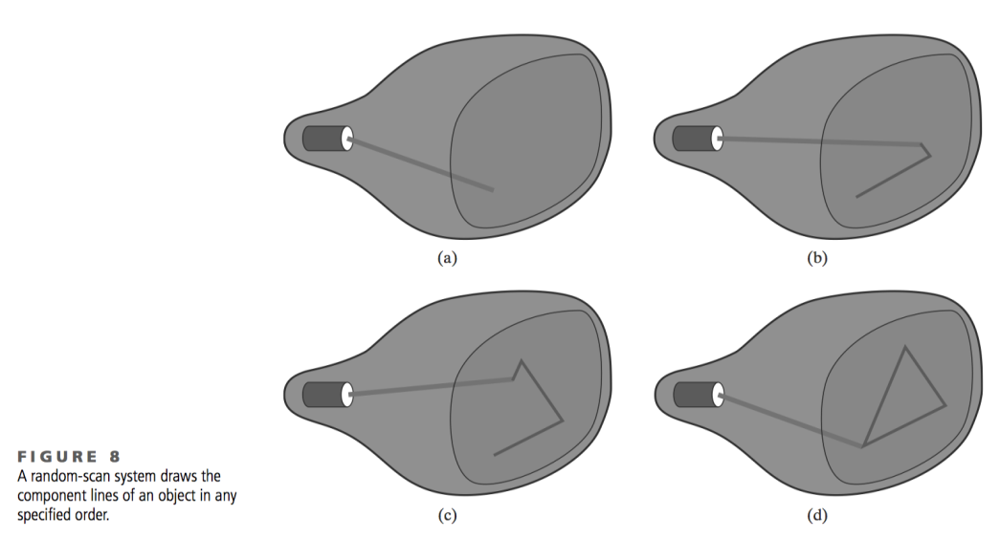 (a)
(b)
FIGURE 8
A random-scan system draws the
component lines of an object in any
specified order.
(c)
(d)